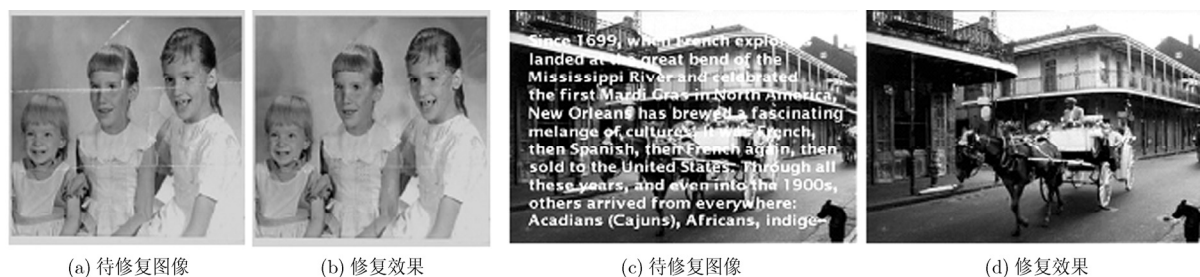 Since 1699, when French explorers
landed at the great bend of the
Mississippi River and celebrated
the first Mardi Gras in North America,
New Orleans has brewed a fascinating
melange of cultures. It was French,
then Spanish, then French again, then
sold to the United States. Through all
these years, and even into the 1900s,
others arrived from everywhere:
Acadians (Cajuns), Africans, indige-
(a) 待修复图像
(b) 修复效果
(c) 待修复图像
(d) 修复效果